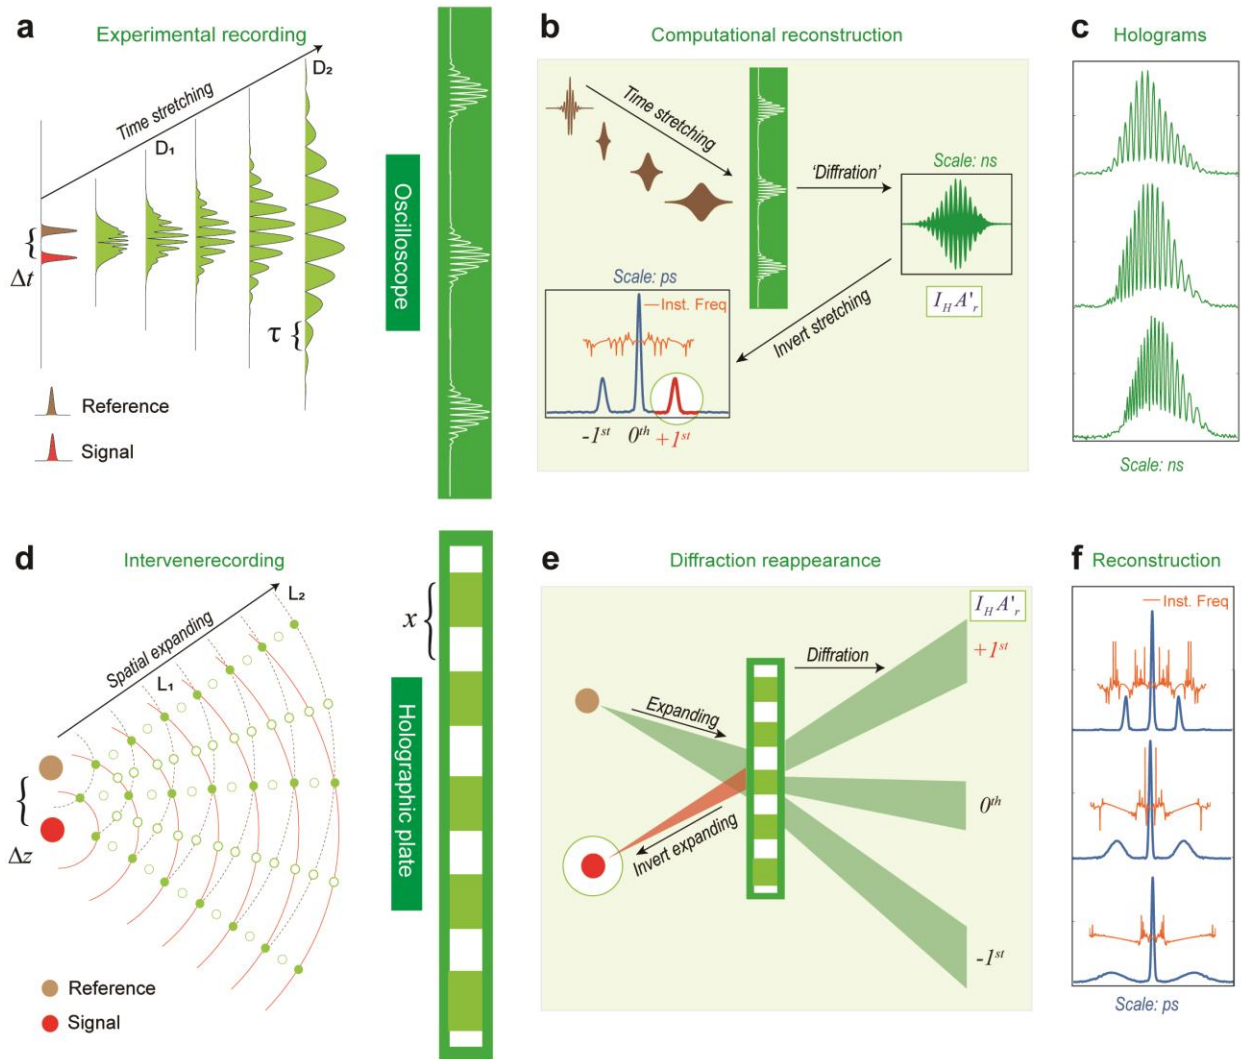 a
Experimental recording
Time stretching
D₁
D₂
Δt
τ
Reference
Signal
Oscilloscope
b
Computational reconstruction
Time stretching
'Diffration'
Scale: ns
I_H A'_r
Invert stretching
Scale: ps
Inst. Freq
-1ˢᵗ 0ᵗʰ +1ˢᵗ
c
Holograms
Scale: ns
d
Intervenerecording
Spatial expanding
L₁
L₂
Δz
Reference
Signal
x
Holographic plate
e
Diffraction reappearance
Expanding
Invert expanding
Diffration
I_H A'_r
+1ˢᵗ
0ᵗʰ
-1ˢᵗ
f
Reconstruction
Inst. Freq
Scale: ps